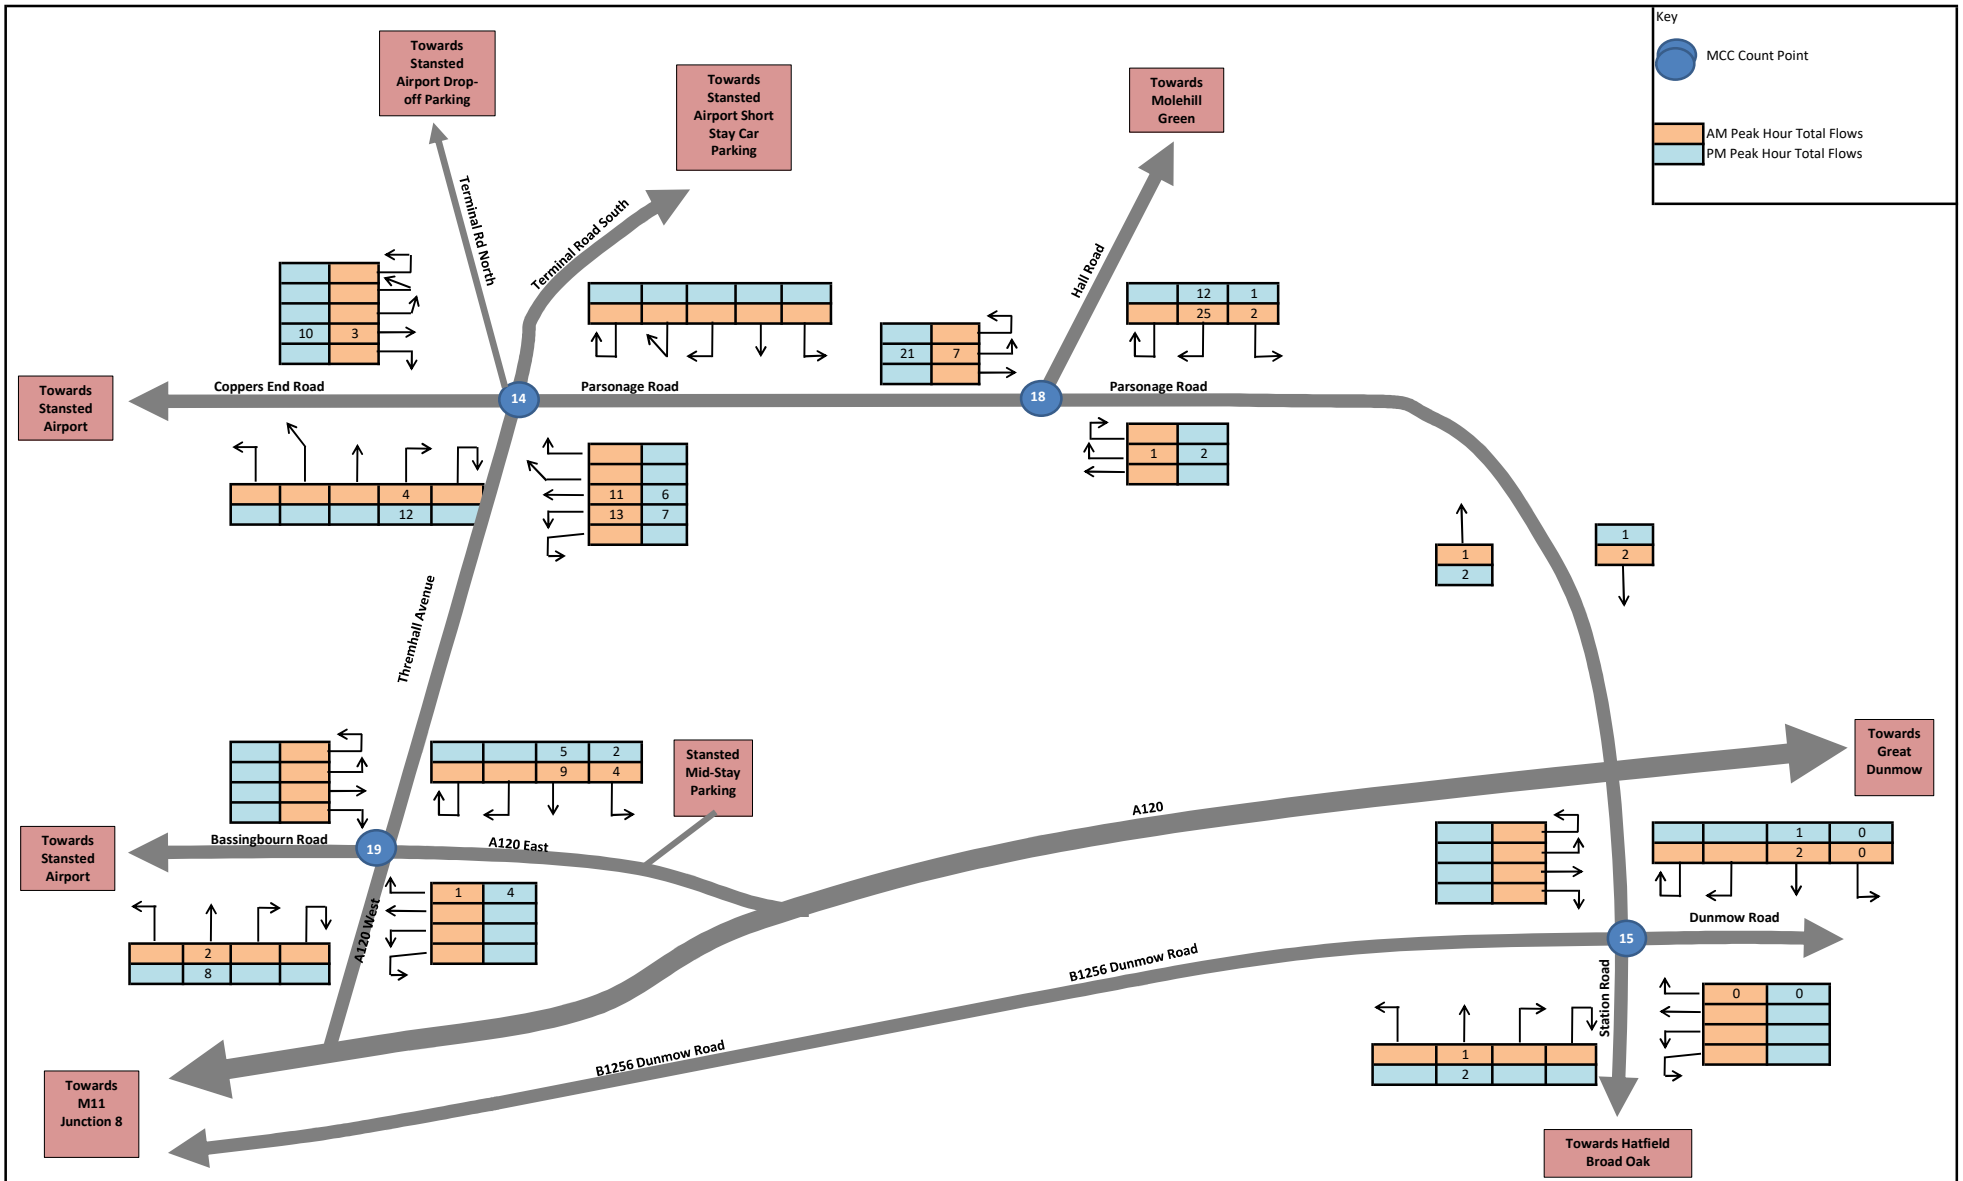 Key
MCC Count Point
AM Peak Hour Total Flows
PM Peak Hour Total Flows
Towards
Stansted
Airport Drop-
off Parking
Towards
Stansted
Airport Short
Stay Car
Parking
Towards
Molehill
Green
Terminal Rd North
Terminal Road South
Hall Road
10 3
12 1
25 2
21 7
Towards
Stansted
Airport
Coppers End Road
14
Parsonage Road
18
Parsonage Road
4
12
11 6
13 7
1 2
1
2
1
2
Thremhall Avenue
5 2
9 4
Stansted
Mid-Stay
Parking
Towards
Great
Dunmow
A120
Towards
Stansted
Airport
Bassingbourn Road
19
A120 East
1 0
2 0
A120 West
1 4
2
8
Dunmow Road
15
B1256 Dunmow Road
Station Road
0 0
1
2
B1256 Dunmow Road
Towards
M11
Junction 8
Towards Hatfield
Broad Oak